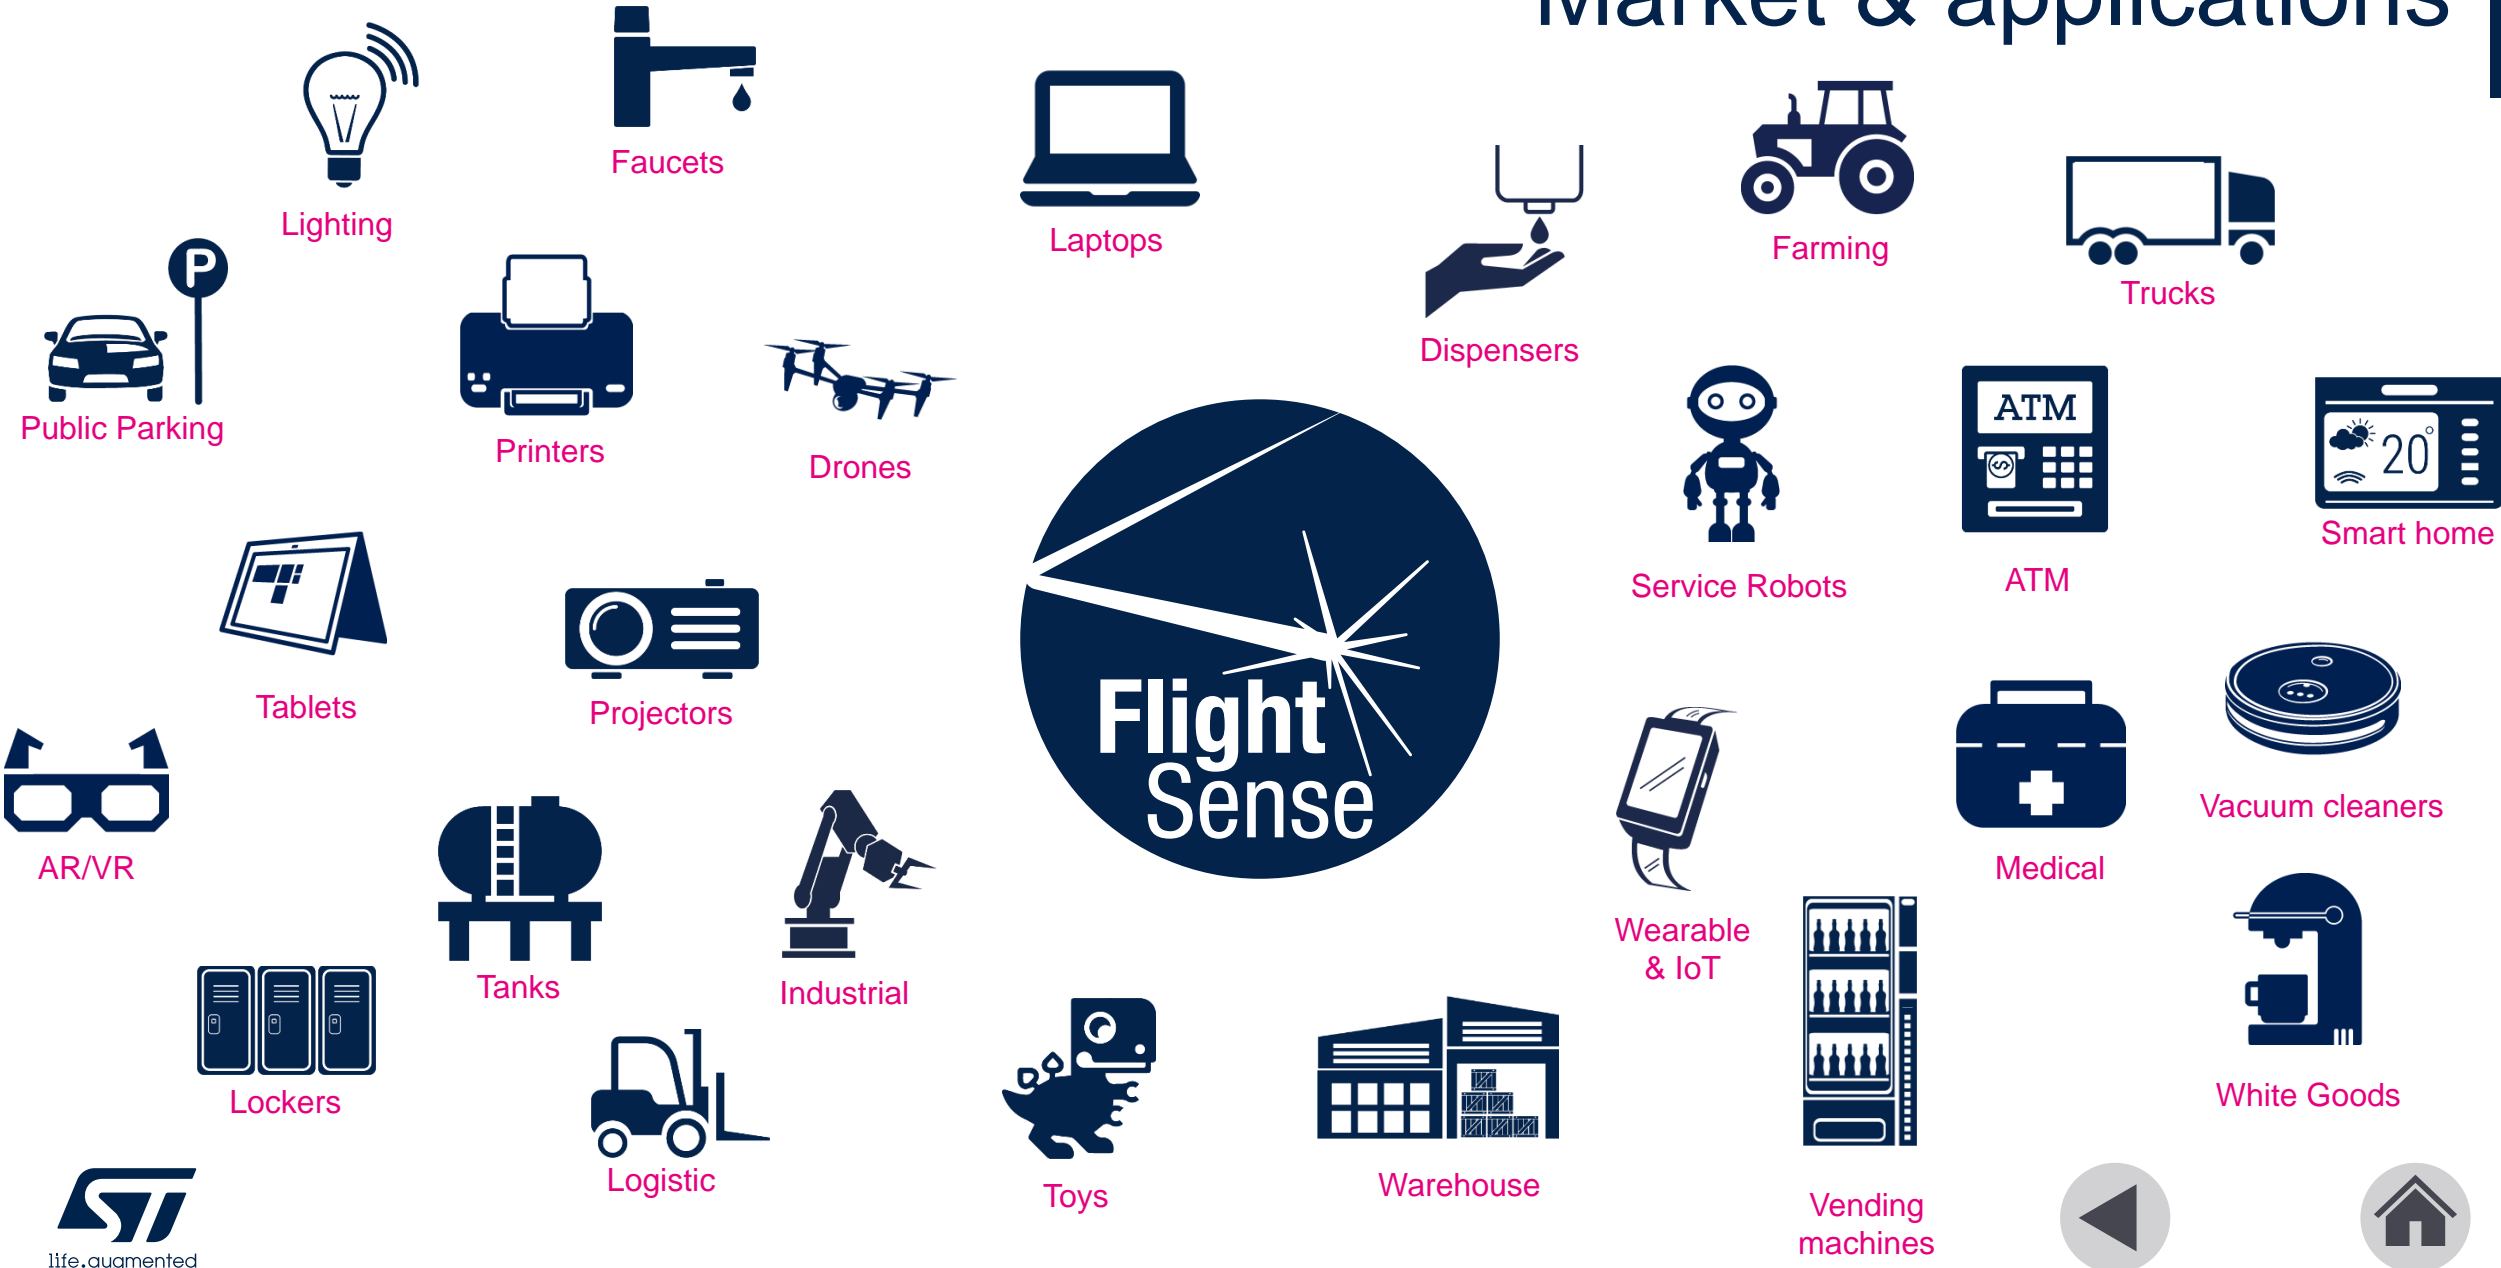 Market & applications
Faucets
Lighting
Laptops
Farming
Trucks
P
Public Parking
Printers
Drones
Dispensers
ATM
20°
Smart home
Service Robots
ATM
Tablets
Projectors
Flight
Sense
AR/VR
Vacuum cleaners
Medical
Wearable
& IoT
Tanks
Industrial
Lockers
White Goods
Logistic
Toys
Warehouse
Vending
machines
ST
life.augmented